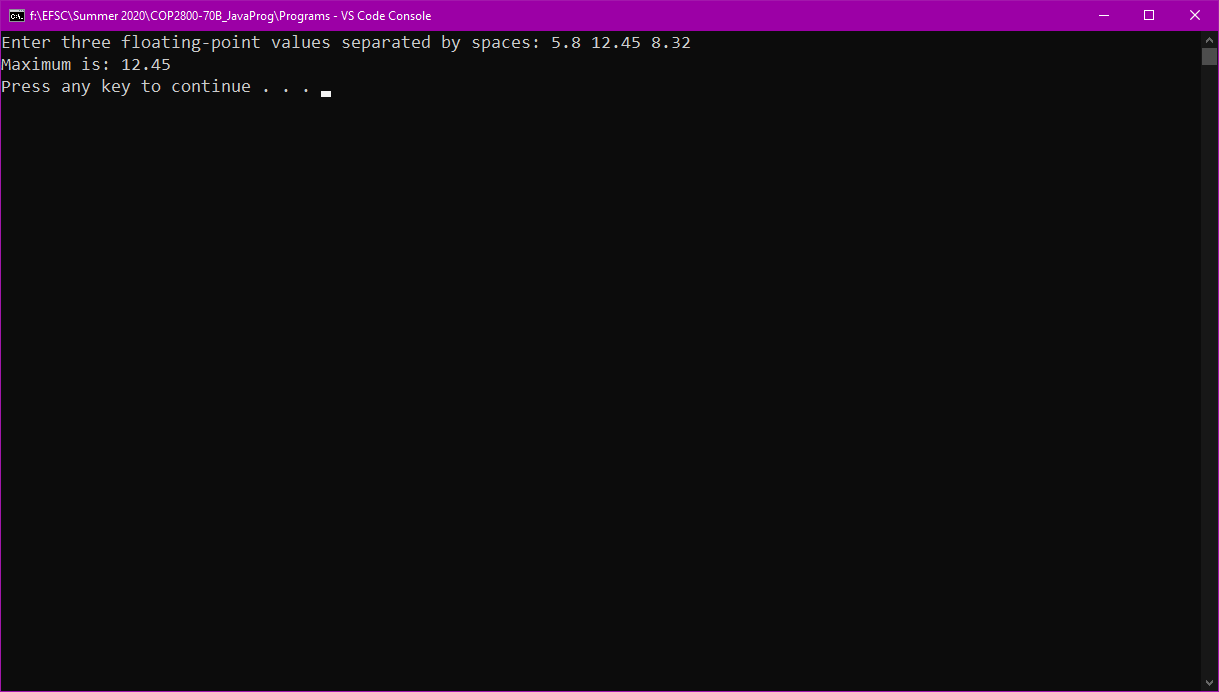 f:\EFSC\Summer 2020\COP2800-70B_JavaProg\Programs - VS Code Console
Enter three floating-point values separated by spaces: 5.8 12.45 8.32
Maximum is: 12.45
Press any key to continue . . .